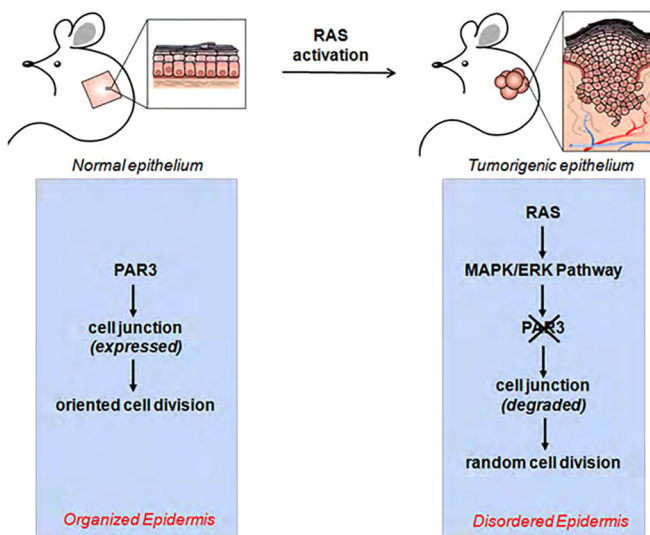 RAS
activation
Normal epithelium
Tumorigenic epithelium
PAR3
cell junction
(expressed)
oriented cell division
Organized Epidermis
RAS
MAPK/ERK Pathway
PAR3
cell junction
(degraded)
random cell division
Disordered Epidermis